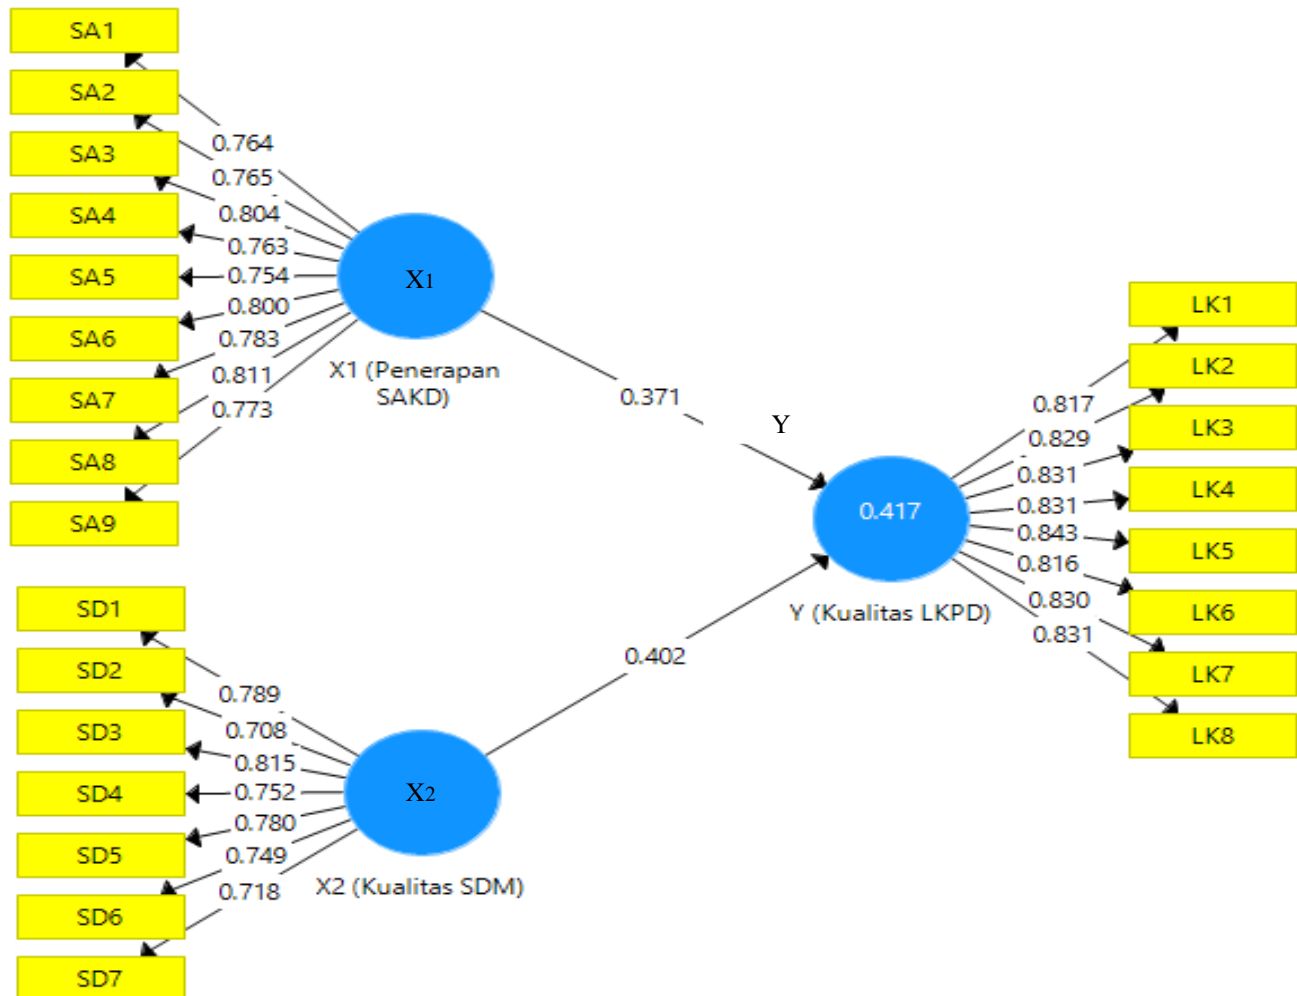 SA1
SA2
SA3
SA4
SA5
SA6
SA7
SA8
SA9
0.764
0.765
0.804
0.763
0.754
0.800
0.783
0.811
0.773
X1
X1 (Penerapan
SAKD)
0.371
Y
SD1
SD2
SD3
SD4
SD5
SD6
SD7
0.789
0.708
0.815
0.752
0.780
0.749
0.718
X2
X2 (Kualitas SDM)
0.402
0.417
Y (Kualitas LKPD)
0.817
0.829
0.831
0.831
0.843
0.816
0.830
0.831
LK1
LK2
LK3
LK4
LK5
LK6
LK7
LK8